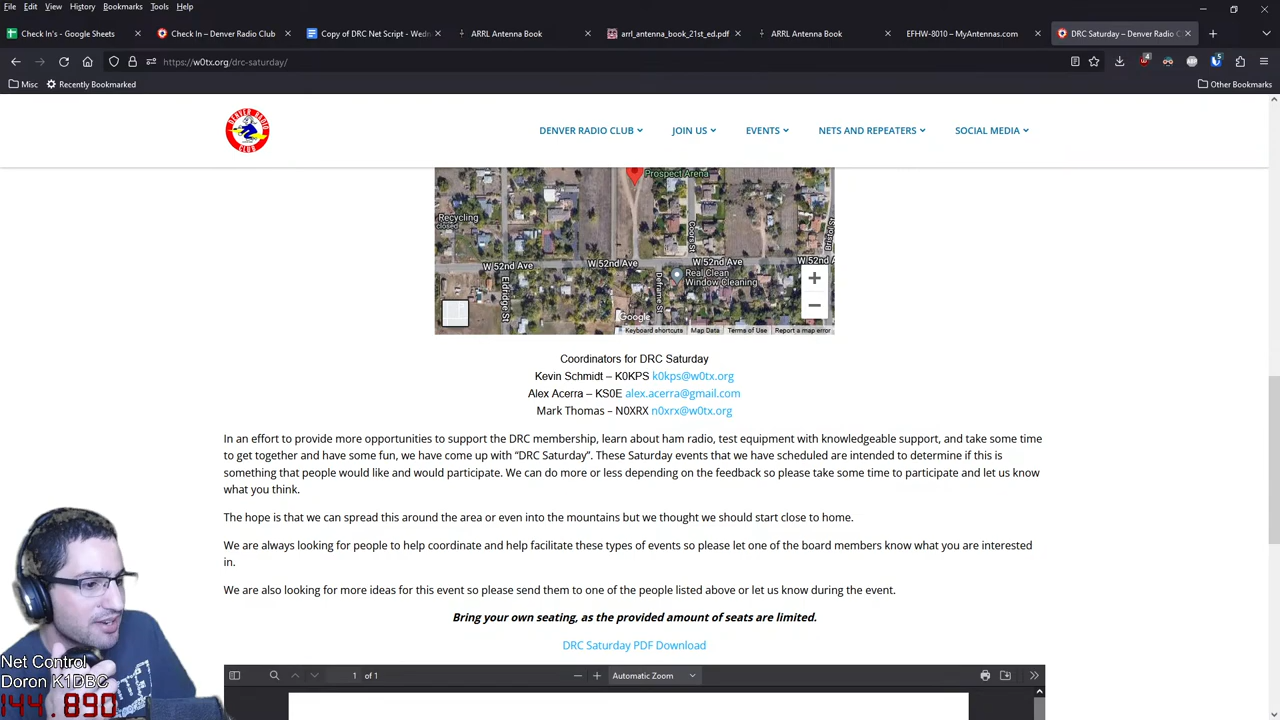 File Edit View History Bookmarks Tools Help
Check In's - Google Sheets
Check In – Denver Radio Club
Copy of DRC Net Script - Wedn
ARRL Antenna Book
arrl_antenna_book_21st_ed.pdf
ARRL Antenna Book
EFHW-8010 – MyAntennas.com
DRC Saturday – Denver Radio C
https://w0tx.org/drc-saturday/
4
5
Misc
Recently Bookmarked
Other Bookmarks
DENVER RADIO CLUB
DENVER RADIO CLUB
JOIN US
EVENTS
NETS AND REPEATERS
SOCIAL MEDIA
Prospect Arena
Recycling
closed
Coors St
Bristol St
W 52nd Ave
W 52nd Ave
W 52nd Ave
W 52nd A
Eldridge St
Deframe St
Real Clean
Window Cleaning
Google
Keyboard shortcuts
Map Data
Terms of Use
Report a map error
Coordinators for DRC Saturday
Kevin Schmidt – K0KPS k0kps@w0tx.org
Alex Acerra – KS0E alex.acerra@gmail.com
Mark Thomas – N0XRX n0xrx@w0tx.org
In an effort to provide more opportunities to support the DRC membership, learn about ham radio, test equipment with knowledgeable support, and take some time
to get together and have some fun, we have come up with “DRC Saturday”. These Saturday events that we have scheduled are intended to determine if this is
something that people would like and would participate. We can do more or less depending on the feedback so please take some time to participate and let us know
what you think.
The hope is that we can spread this around the area or even into the mountains but we thought we should start close to home.
We are always looking for people to help coordinate and help facilitate these types of events so please let one of the board members know what you are interested
in.
We are also looking for more ideas for this event so please send them to one of the people listed above or let us know during the event.
Bring your own seating, as the provided amount of seats are limited.
DRC Saturday PDF Download
1 of 1
Automatic Zoom
Net Control
Doron K1DBC
144.890